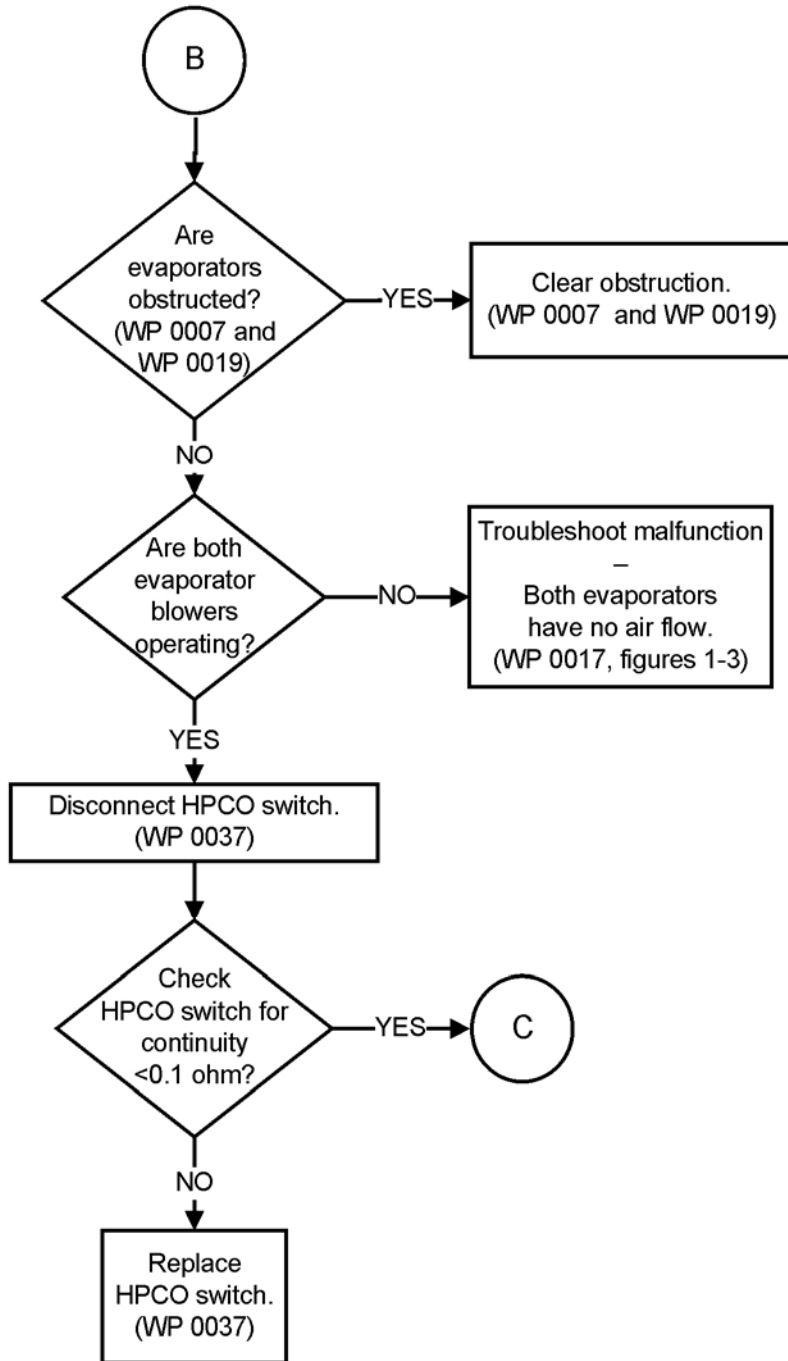 B
Are
evaporators
obstructed?
(WP 0007 and
WP 0019)
YES
Clear obstruction.
(WP 0007 and WP 0019)
NO
Are both
evaporator
blowers
operating?
NO
Troubleshoot malfunction
–
Both evaporators
have no air flow.
(WP 0017, figures 1-3)
YES
Disconnect HPCO switch.
(WP 0037)
Check
HPCO switch for
continuity
<0.1 ohm?
YES
C
NO
Replace
HPCO switch.
(WP 0037)